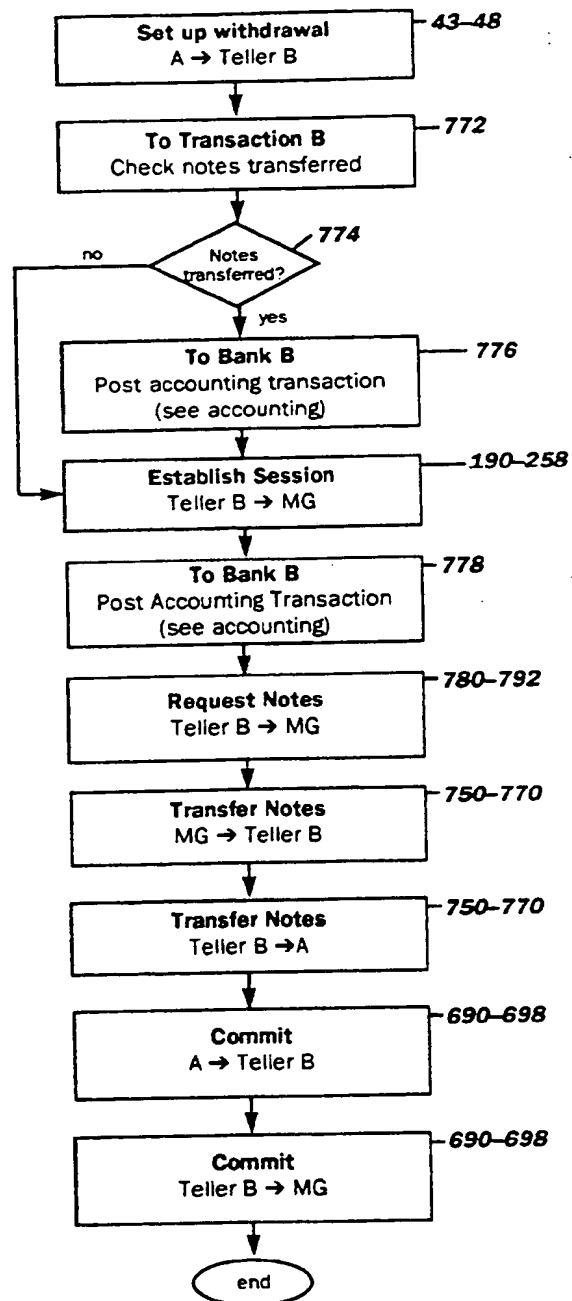 Set up withdrawal
A → Teller B
43–48
To Transaction B
Check notes transferred
772
Notes
transferred?
774
no
yes
To Bank B
Post accounting transaction
(see accounting)
776
Establish Session
Teller B → MG
190–258
To Bank B
Post Accounting Transaction
(see accounting)
778
Request Notes
Teller B → MG
780–792
Transfer Notes
MG → Teller B
750–770
Transfer Notes
Teller B →A
750–770
Commit
A → Teller B
690–698
Commit
Teller B → MG
690–698
end